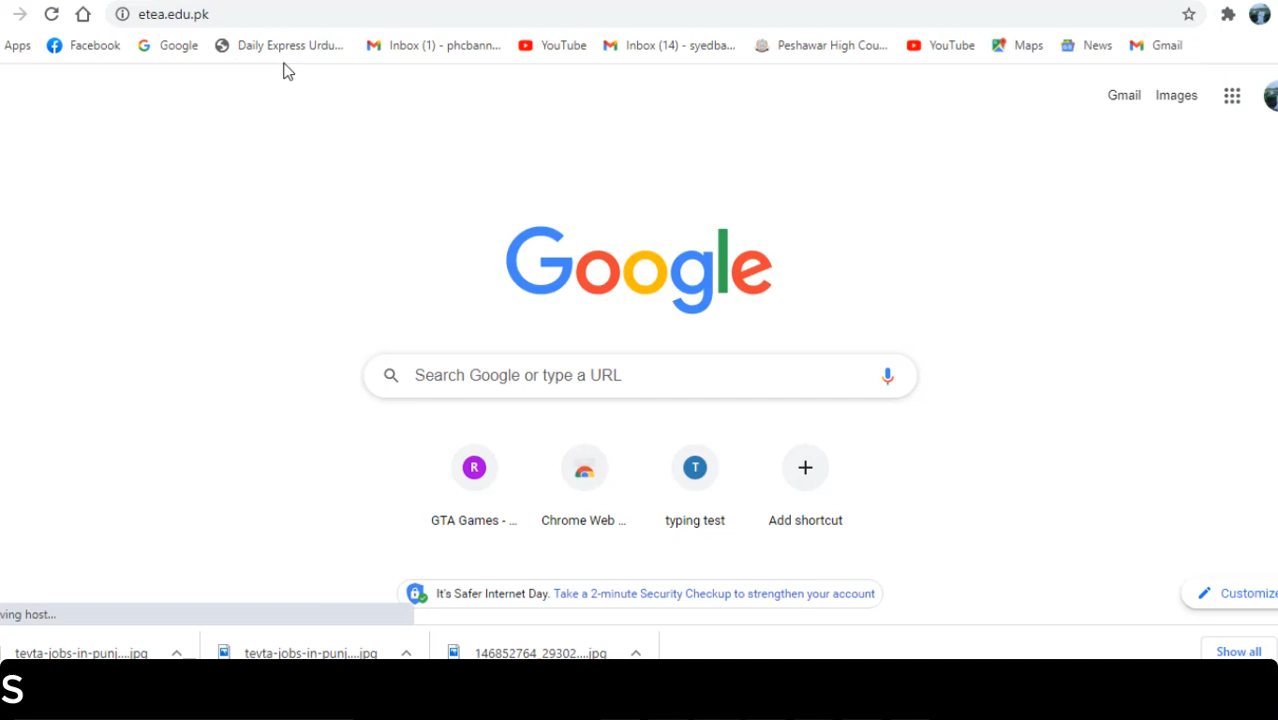 etea.edu.pk
Apps Facebook Google Daily Express Urdu... Inbox (1) - phcbann... YouTube Inbox (14) - syedba... Peshawar High Cou... YouTube Maps News Gmail
Gmail Images
Google
Search Google or type a URL
R T
GTA Games - ... Chrome Web ... typing test Add shortcut
It's Safer Internet Day. Take a 2-minute Security Checkup to strengthen your account
Customize
ving host...
tevta-jobs-in-punj....jpg tevta-jobs-in-punj....jpg 146852764_29302....jpg Show all
S